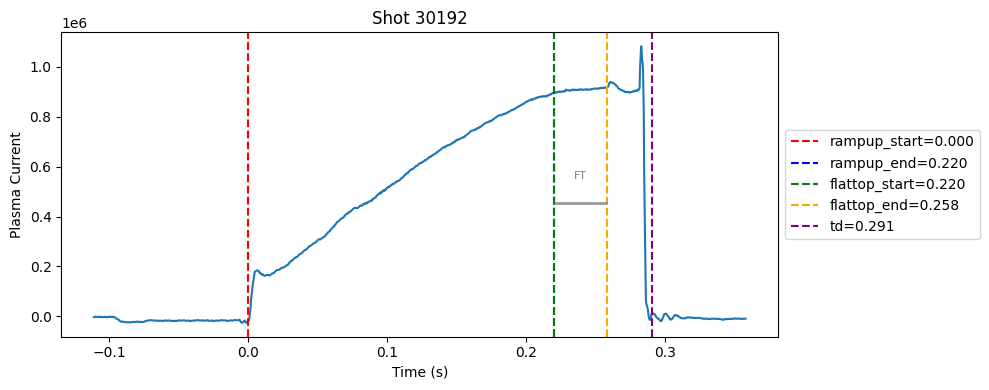 Shot 30192
1e6
Plasma Current
1.0
0.8
0.6
0.4
0.2
0.0
FT
−0.1
0.0
0.1
0.2
0.3
Time (s)
rampup_start=0.000
rampup_end=0.220
flattop_start=0.220
flattop_end=0.258
td=0.291